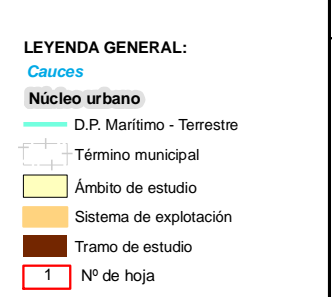 LEYENDA GENERAL:
Cauces
Núcleo urbano
D.P. Marítimo - Terrestre
Término municipal
Ámbito de estudio
Sistema de explotación
Tramo de estudio
1 Nº de hoja